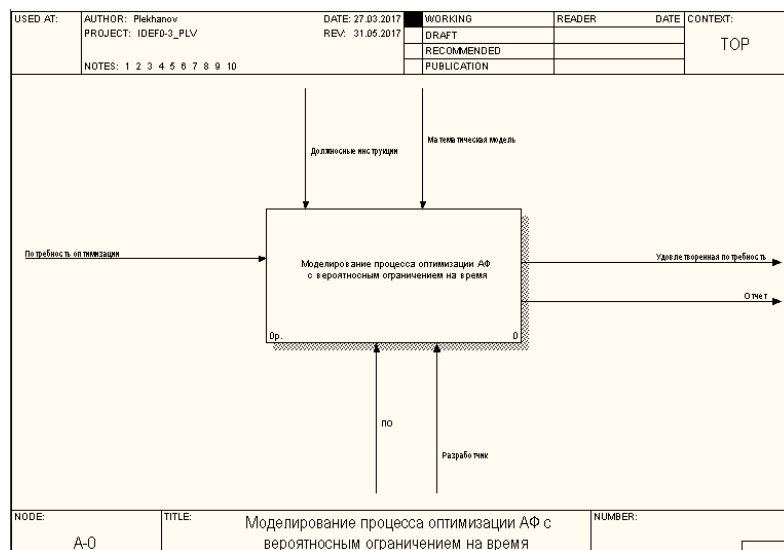 USED AT:
AUTHOR: Plekhanov
DATE: 27.03.2017
WORKING
READER
DATE
CONTEXT:
PROJECT: IDEF0-3_PLV
REV: 31.05.2017
DRAFT
TOP
RECOMMENDED
NOTES: 1 2 3 4 5 6 7 8 9 10
PUBLICATION
Должносные инструкции
Математическая модель
Потребность оптимизации
Моделирование процесса оптимизации АФ
с вероятносным ограничением на время
Удовлетворенная потребность
Отчет
0р.
0
ПО
Разработчик
NODE:
TITLE:
Моделирование процесса оптимизации АФ с
NUMBER:
A-0
вероятносным ограничением на время